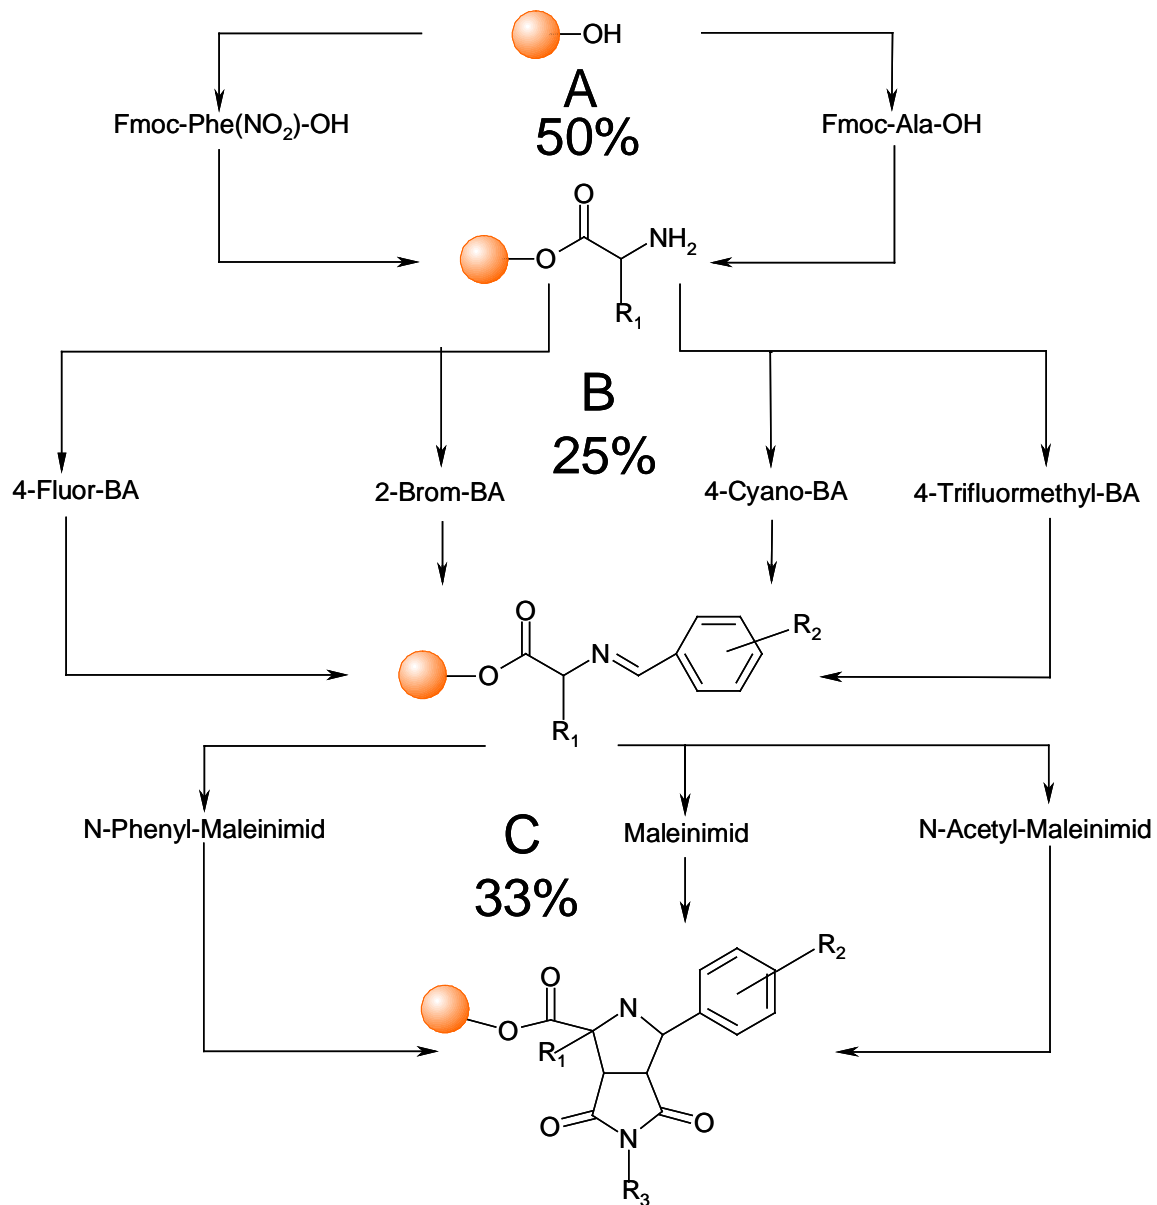 OH
A
50%
Fmoc-Phe(NO2)-OH
Fmoc-Ala-OH
O
O
NH2
R1
B
25%
4-Fluor-BA
2-Brom-BA
4-Cyano-BA
4-Trifluormethyl-BA
O
O
N
R2
R1
N-Phenyl-Maleinimid
C
33%
Maleinimid
N-Acetyl-Maleinimid
O
O
N
R2
R1
O
O
N
R3